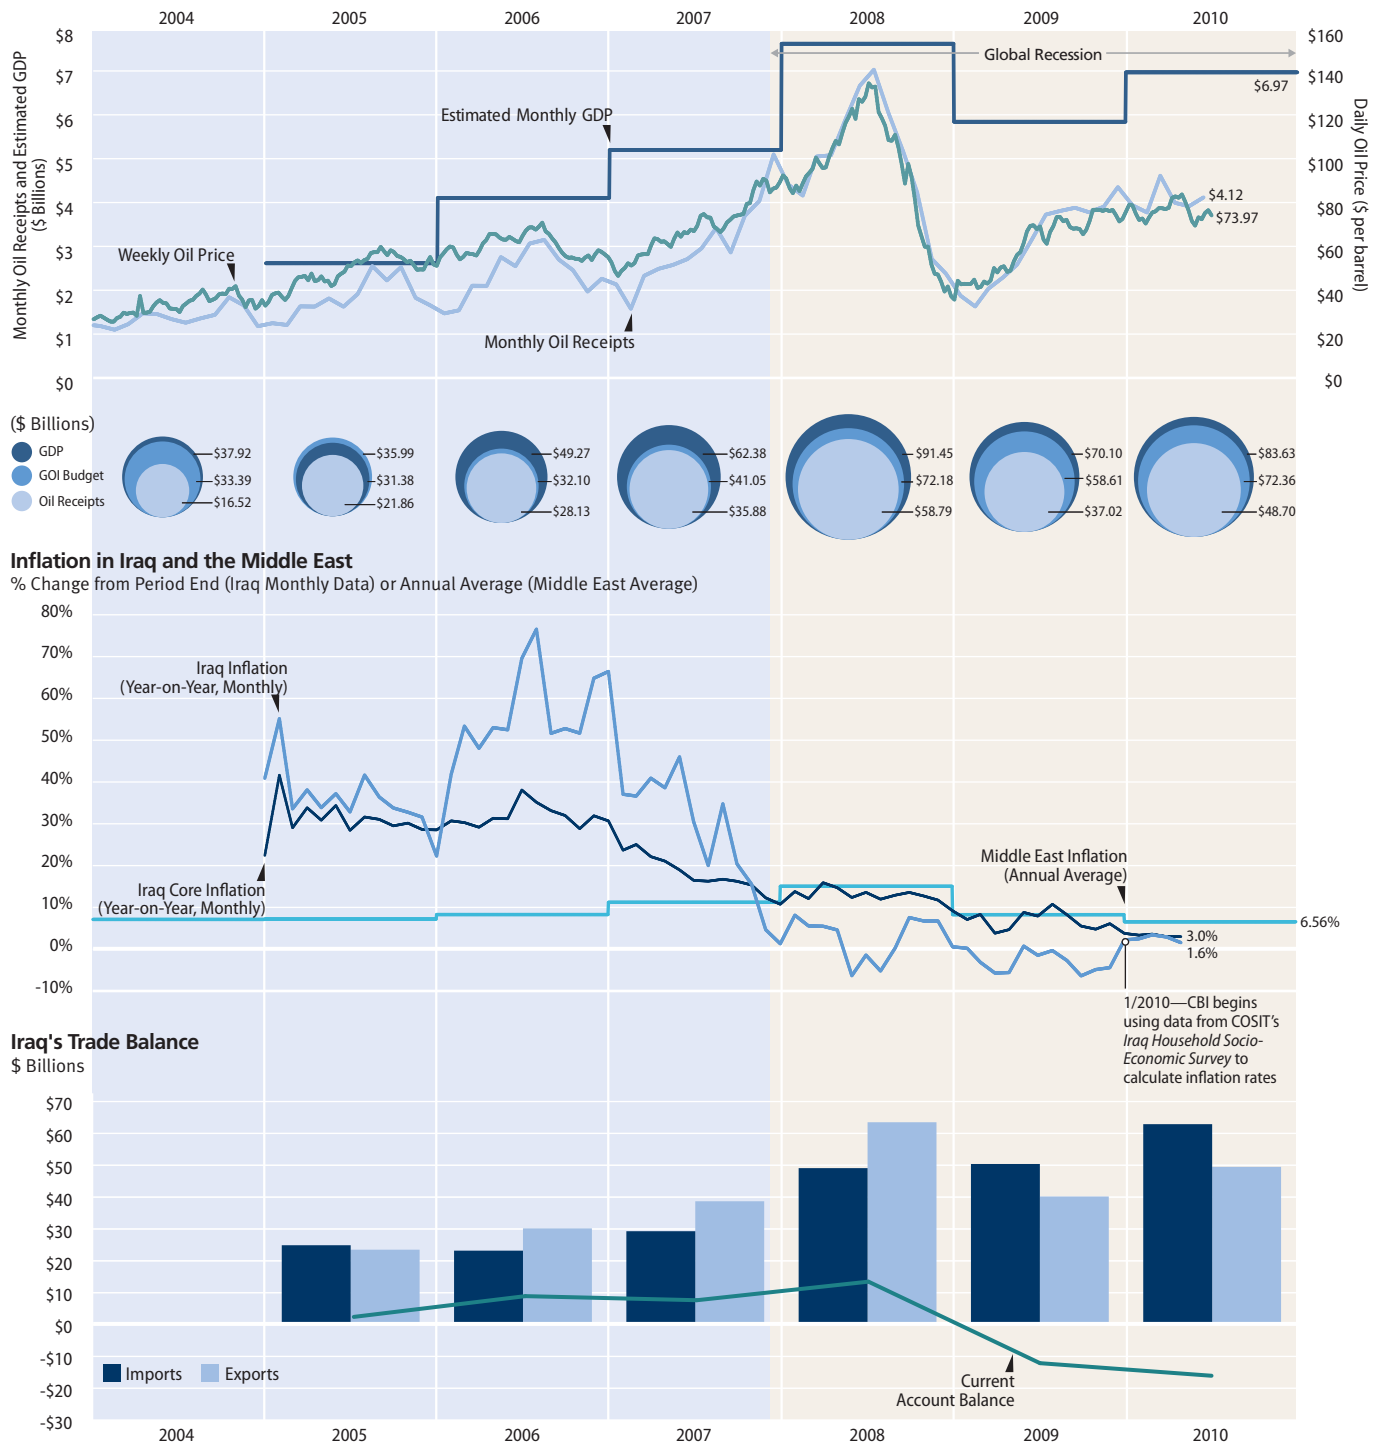 2004 2005 2006 2007 2008 2009 2010
Monthly Oil Receipts and Estimated GDP
($ Billions)
$8
$7
$6
$5
$4
$3
$2
$1
$0
Daily Oil Price ($ per barrel)
$160
$140
$120
$100
$80
$60
$40
$20
$0
Global Recession
$6.97
Estimated Monthly GDP
$4.12
$73.97
Weekly Oil Price
Monthly Oil Receipts
($ Billions)
GDP
GOI Budget
Oil Receipts
$37.92
$33.39
$16.52
$35.99
$31.38
$21.86
$49.27
$32.10
$28.13
$62.38
$41.05
$35.88
$91.45
$72.18
$58.79
$70.10
$58.61
$37.02
$83.63
$72.36
$48.70
Inflation in Iraq and the Middle East
% Change from Period End (Iraq Monthly Data) or Annual Average (Middle East Average)
80%
70%
60%
50%
40%
30%
20%
10%
0%
-10%
Iraq Inflation
(Year-on-Year, Monthly)
Iraq Core Inflation
(Year-on-Year, Monthly)
Middle East Inflation
(Annual Average)
6.56%
3.0%
1.6%
1/2010—CBI begins
using data from COSIT's
Iraq Household Socio-
Economic Survey to
calculate inflation rates
Iraq's Trade Balance
$ Billions
$70
$60
$50
$40
$30
$20
$10
$0
-$10
-$20
-$30
Imports
Exports
Current
Account Balance
2004 2005 2006 2007 2008 2009 2010